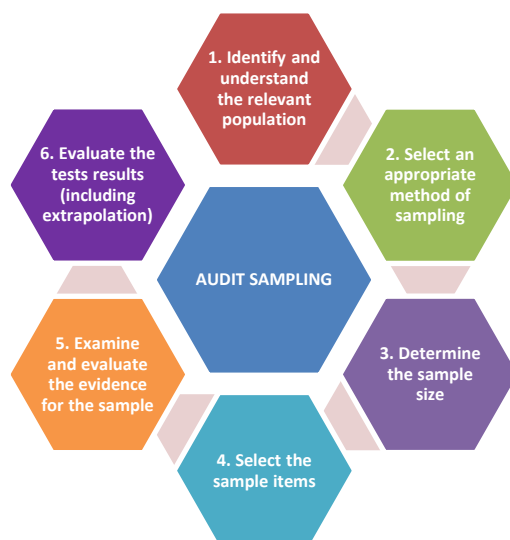 1. Identify and
understand
the relevant
population
2. Select an
appropriate
method of
sampling
3. Determine
the sample
size
4. Select the
sample items
5. Examine
and evaluate
the evidence
for the sample
6. Evaluate the
tests results
(including
extrapolation)
AUDIT SAMPLING